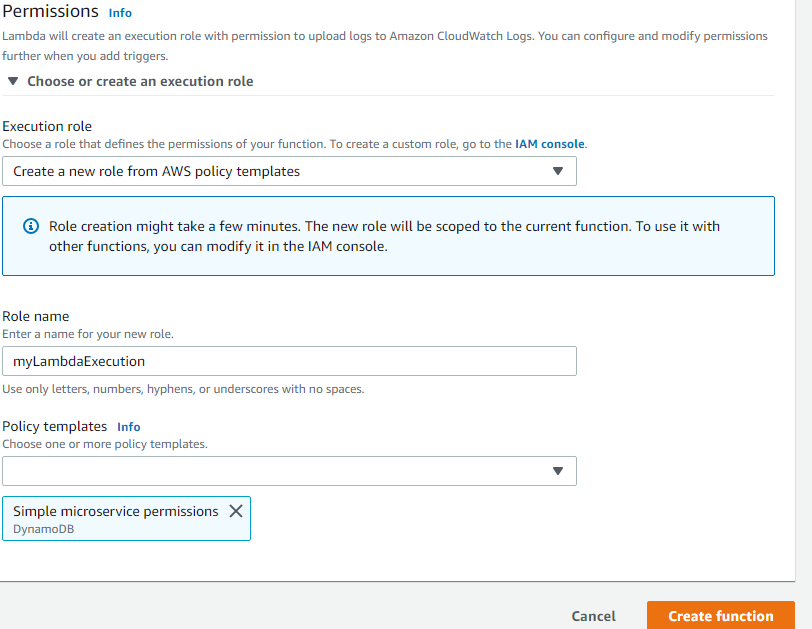 Permissions Info
Lambda will create an execution role with permission to upload logs to Amazon CloudWatch Logs. You can configure and modify permissions
further when you add triggers.
Choose or create an execution role
Execution role
Choose a role that defines the permissions of your function. To create a custom role, go to the IAM console.
Create a new role from AWS policy templates
Role creation might take a few minutes. The new role will be scoped to the current function. To use it with
other functions, you can modify it in the IAM console.
Role name
Enter a name for your new role.
myLambdaExecution
Use only letters, numbers, hyphens, or underscores with no spaces.
Policy templates Info
Choose one or more policy templates.
Simple microservice permissions
DynamoDB
Cancel Create function